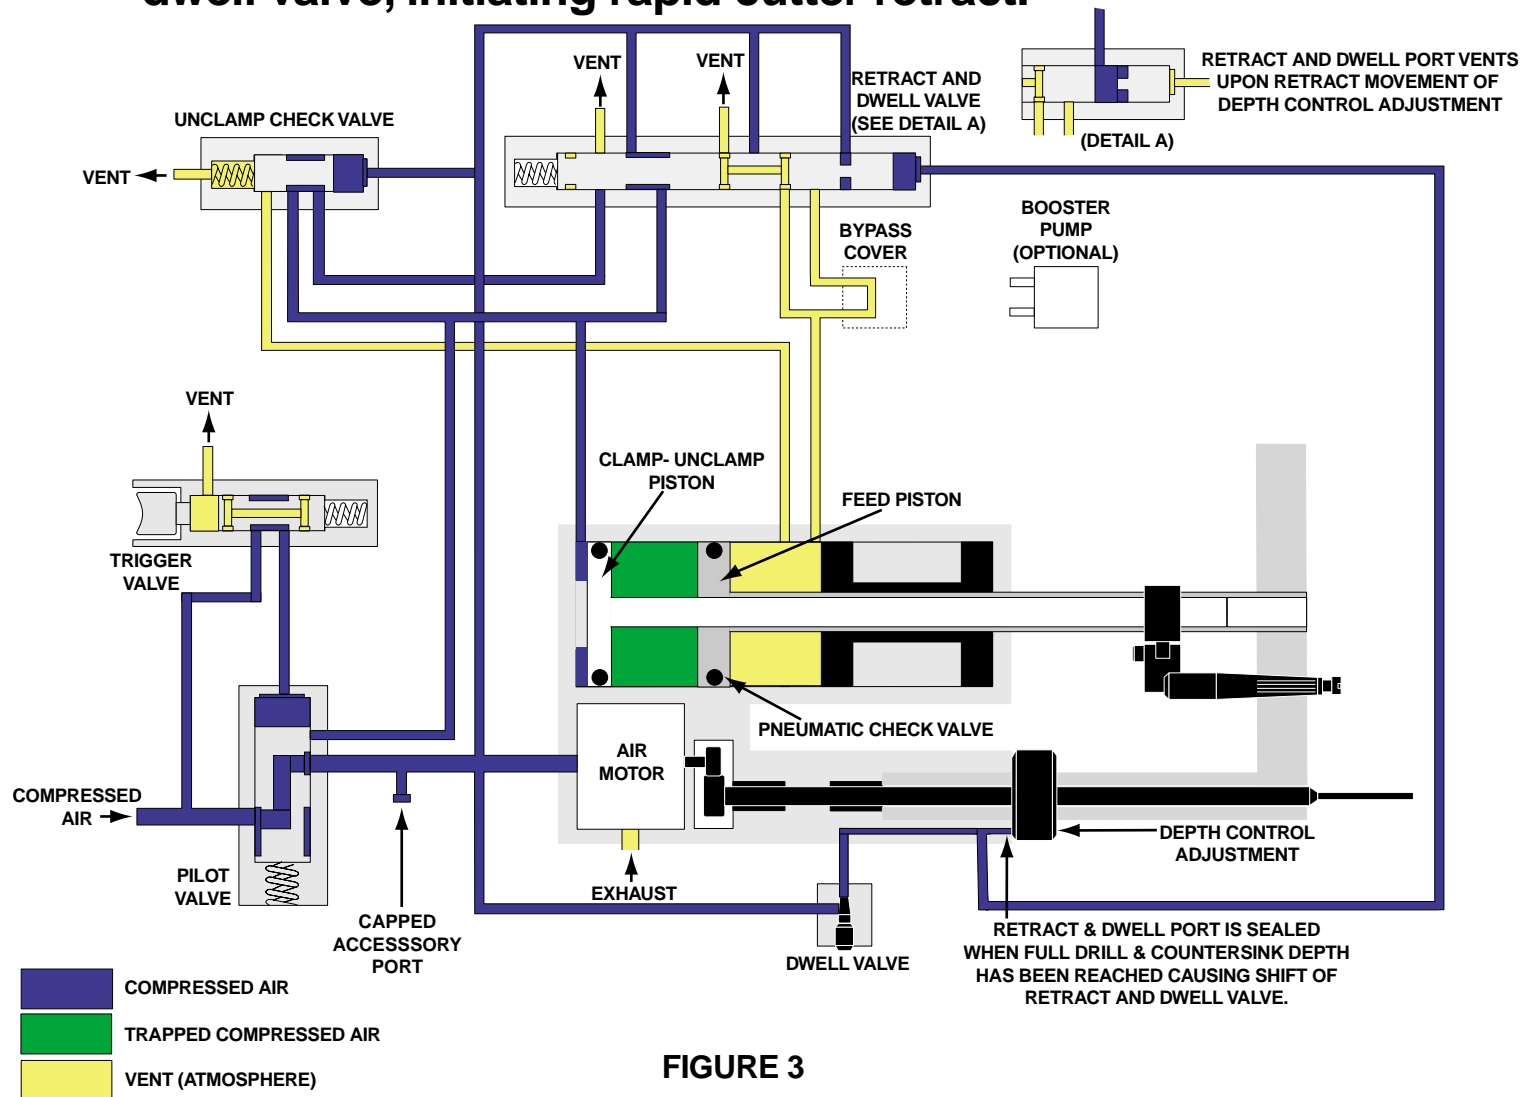 dwell valve, initiating rapid cutter retract.
VENT
VENT
RETRACT AND
DWELL VALVE
(SEE DETAIL A)
RETRACT AND DWELL PORT VENTS
UPON RETRACT MOVEMENT OF
DEPTH CONTROL ADJUSTMENT
(DETAIL A)
UNCLAMP CHECK VALVE
VENT
BYPASS
COVER
BOOSTER
PUMP
(OPTIONAL)
VENT
CLAMP- UNCLAMP
PISTON
FEED PISTON
TRIGGER
VALVE
PNEUMATIC CHECK VALVE
AIR
MOTOR
COMPRESSED
AIR
DEPTH CONTROL
ADJUSTMENT
PILOT
VALVE
EXHAUST
CAPPED
ACCESSSORY
PORT
DWELL VALVE
RETRACT & DWELL PORT IS SEALED
WHEN FULL DRILL & COUNTERSINK DEPTH
HAS BEEN REACHED CAUSING SHIFT OF
RETRACT AND DWELL VALVE.
COMPRESSED AIR
TRAPPED COMPRESSED AIR
VENT (ATMOSPHERE)
FIGURE 3